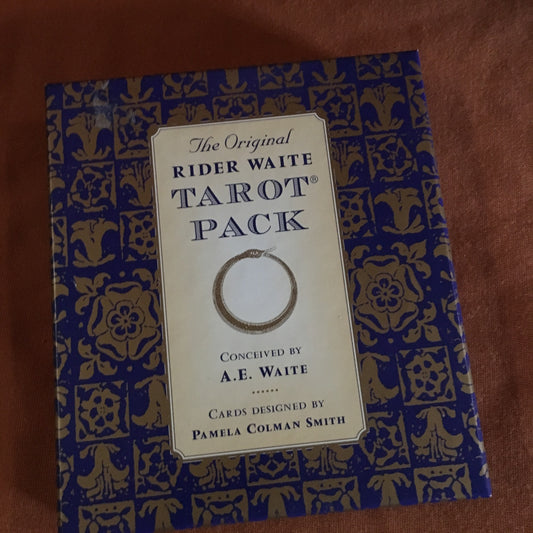 The Original
RIDER WAITE
TAROT®
PACK
CONCEIVED BY
A.E. WAITE
......
CARDS DESIGNED BY
PAMELA COLMAN SMITH